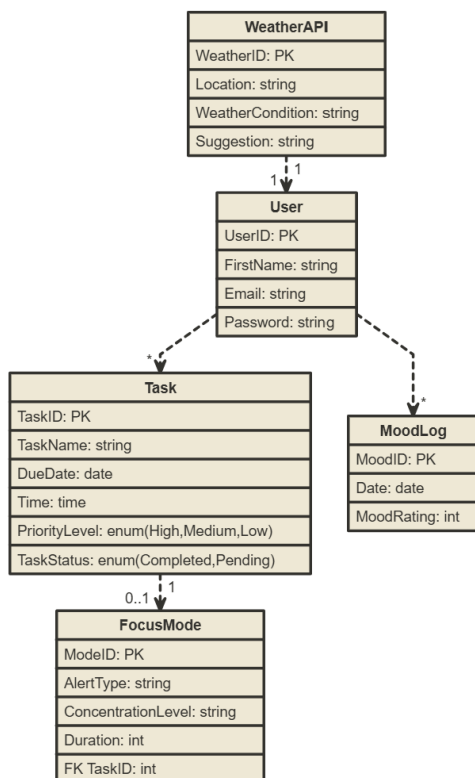 WeatherAPI
WeatherID: PK
Location: string
WeatherCondition: string
Suggestion: string
1 1
User
UserID: PK
FirstName: string
Email: string
Password: string
*
Task
TaskID: PK
TaskName: string
DueDate: date
Time: time
PriorityLevel: enum(High,Medium,Low)
TaskStatus: enum(Completed,Pending)
*
MoodLog
MoodID: PK
Date: date
MoodRating: int
0..1 1
FocusMode
ModeID: PK
AlertType: string
ConcentrationLevel: string
Duration: int
FK TaskID: int